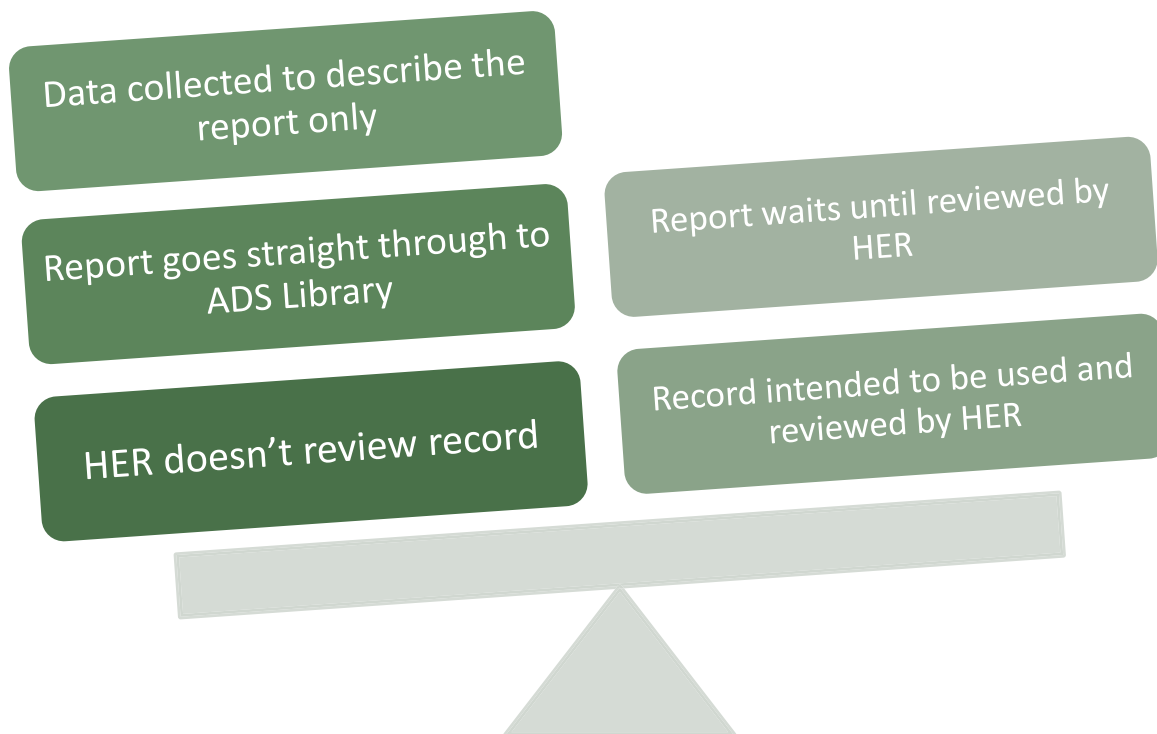 Data collected to describe the
report only
Report goes straight through to
ADS Library
HER doesn’t review record
Report waits until reviewed by
HER
Record intended to be used and
reviewed by HER